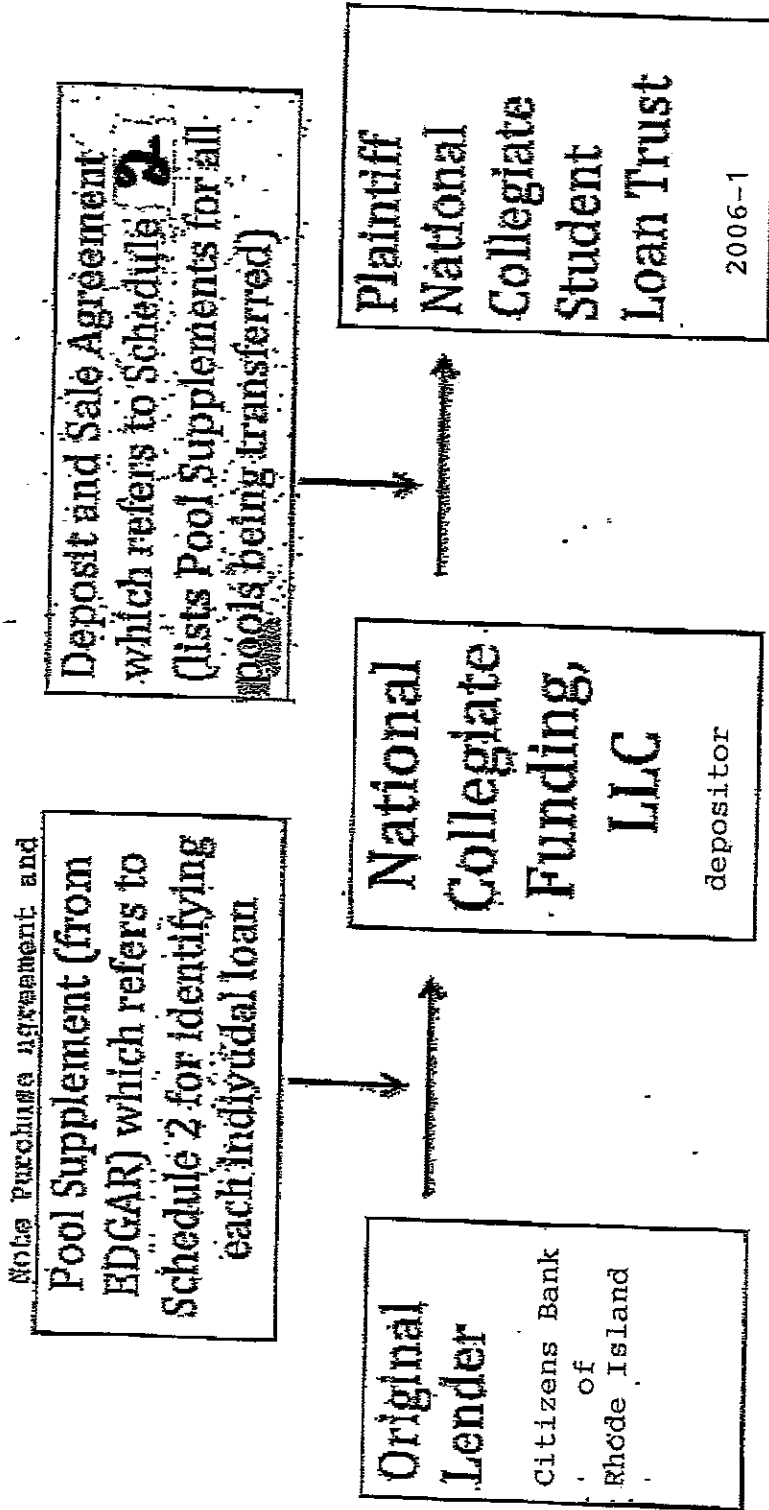 Note Purchase agreement and
Pool Supplement (from
EDGAR) which refers to
Schedule 2 for identifying
each indivudal loan
Deposit and Sale Agreement
which refers to Schedule 2
(lists Pool Supplements for all
pools being transferred)
Original
Lender
Citizens Bank
of
Rhode Island
National
Collegiate
Funding,
LLC
depositor
Plaintiff
National
Collegiate
Student
Loan Trust
2006-1